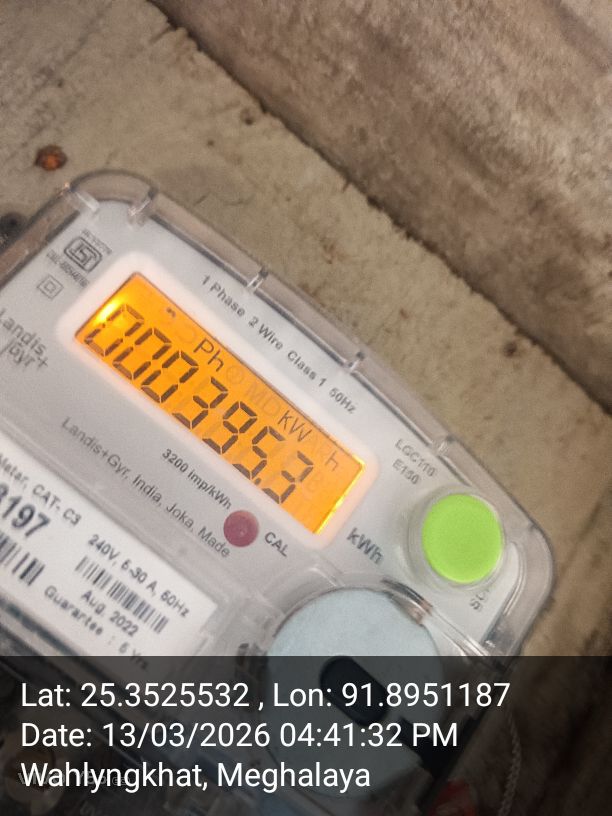 1 Phase 2 Wire Class 1 50Hz
Landis
Gyr+
Ph
kW h
0003953
LGC110
E150
3200 imp/kWh
kWh
Landis+Gyr, India, Joka, Made
CAL
Meter, CAT. C3
3197
240V, 5-30 A, 50Hz
Aug. 2022
Guarantee : 5 Yrs.
Lat: 25.3525532 , Lon: 91.8951187
Date: 13/03/2026 04:41:32 PM
Wahlyngkhat, Meghalaya